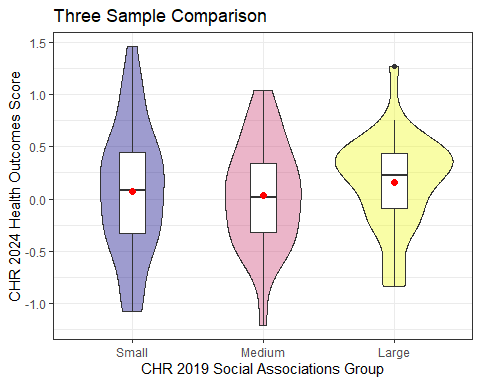 Three Sample Comparison
CHR 2024 Health Outcomes Score
1.5
1.0
0.5
0.0
-0.5
-1.0
Small Medium Large
CHR 2019 Social Associations Group